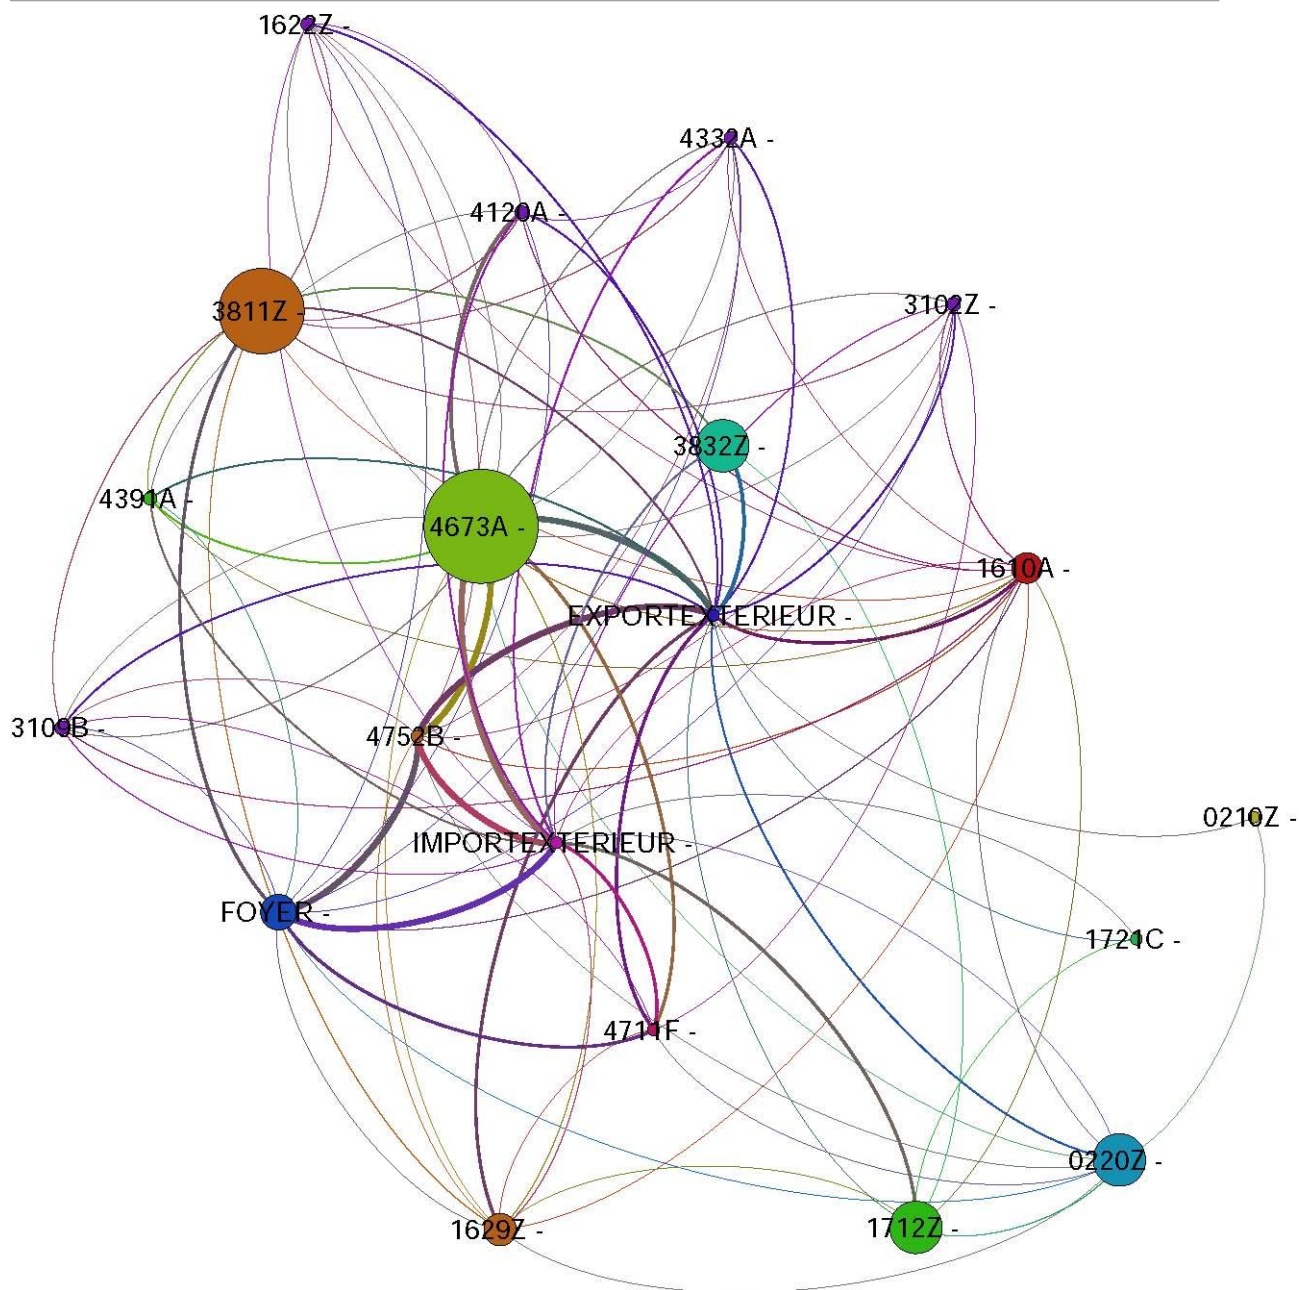 1622Z -
4332A -
4120A -
3102Z -
3811Z -
3832Z -
4391A -
4673A -
1610A -
EXPORTEXTERIEUR -
3109B -
4752B -
0210Z -
IMPORTEXTERIEUR -
FOYER -
1721C -
4711F -
0220Z -
1629Z -
1712Z -